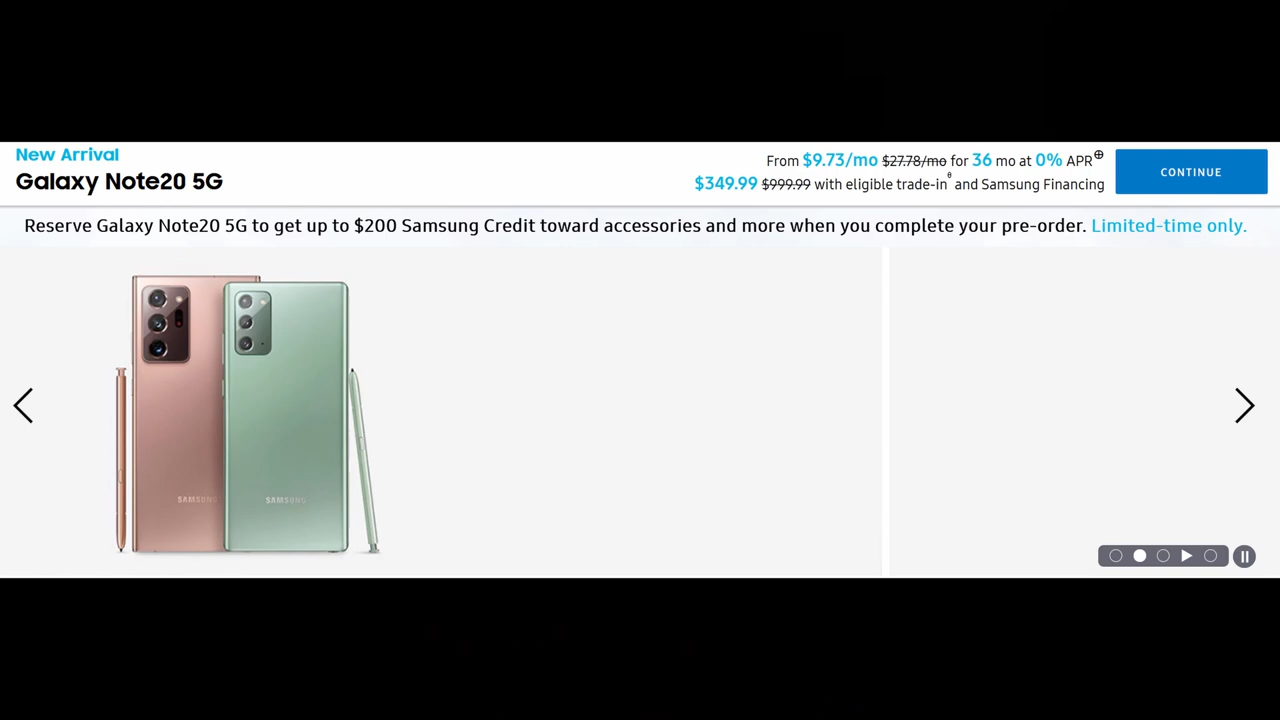 New Arrival
Galaxy Note20 5G
From $9.73/mo $27.78/mo for 36 mo at 0% APR⊕
$349.99 $999.99 with eligible trade-in θ and Samsung Financing
CONTINUE
Reserve Galaxy Note20 5G to get up to $200 Samsung Credit toward accessories and more when you complete your pre-order. Limited-time only.
SAMSUNG
SAMSUNG